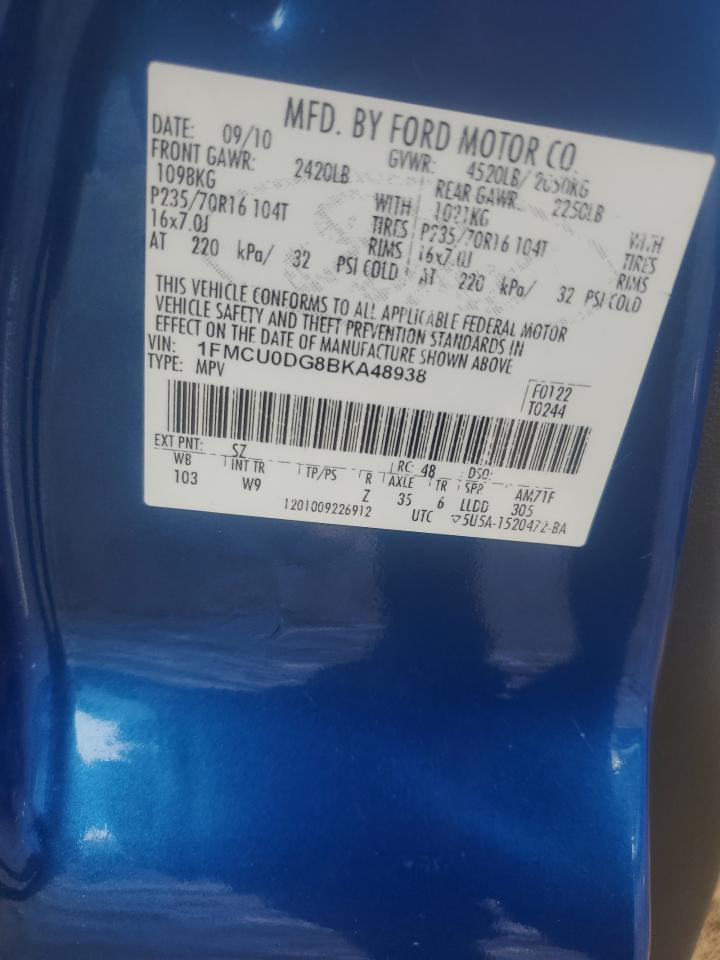 MFD. BY FORD MOTOR CO.
DATE: 09/10 GVWR: 4520LB/ 2050KG
FRONT GAWR: 2420LB REAR GAWR: 2250LB
1098KG WITH 1021KG WITH
P235/70R16 104T TIRES P235/70R16 104T TIRES
16x7.0J RIMS 16x7.0J RIMS
AT 220 kPa/ 32 PSI COLD AT 220 kPa/ 32 PSI COLD
THIS VEHICLE CONFORMS TO ALL APPLICABLE FEDERAL MOTOR
VEHICLE SAFETY AND THEFT PREVENTION STANDARDS IN
EFFECT ON THE DATE OF MANUFACTURE SHOWN ABOVE
VIN: 1FMCU0DG8BKA48938
TYPE: MPV
F0122
T0244
EXT PNT: SZ RC: 48 DSO:
WB INT TR TP/PS R AXLE TR SPR AM71F
103 W9 Z 35 6 LLDD 305
1201009226912 UTC ▽5U5A-1520472-BA